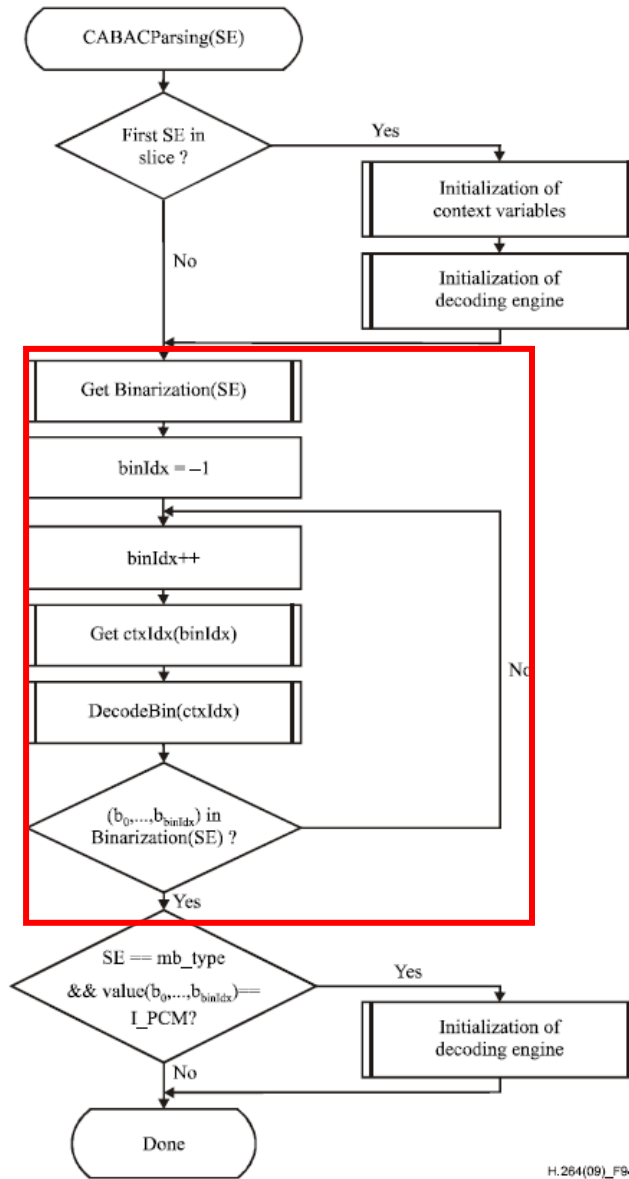 CABACParsing(SE)
First SE in
slice ?
Yes
Initialization of
context variables
No
Initialization of
decoding engine
Get Binarization(SE)
binIdx = –1
binIdx++
Get ctxIdx(binIdx)
No
DecodeBin(ctxIdx)
(b0,...,bbinIdx) in
Binarization(SE) ?
Yes
SE == mb_type
&& value(b0,...,bbinIdx)==
I_PCM?
Yes
Initialization of
decoding engine
No
Done
H.264(09)_F9